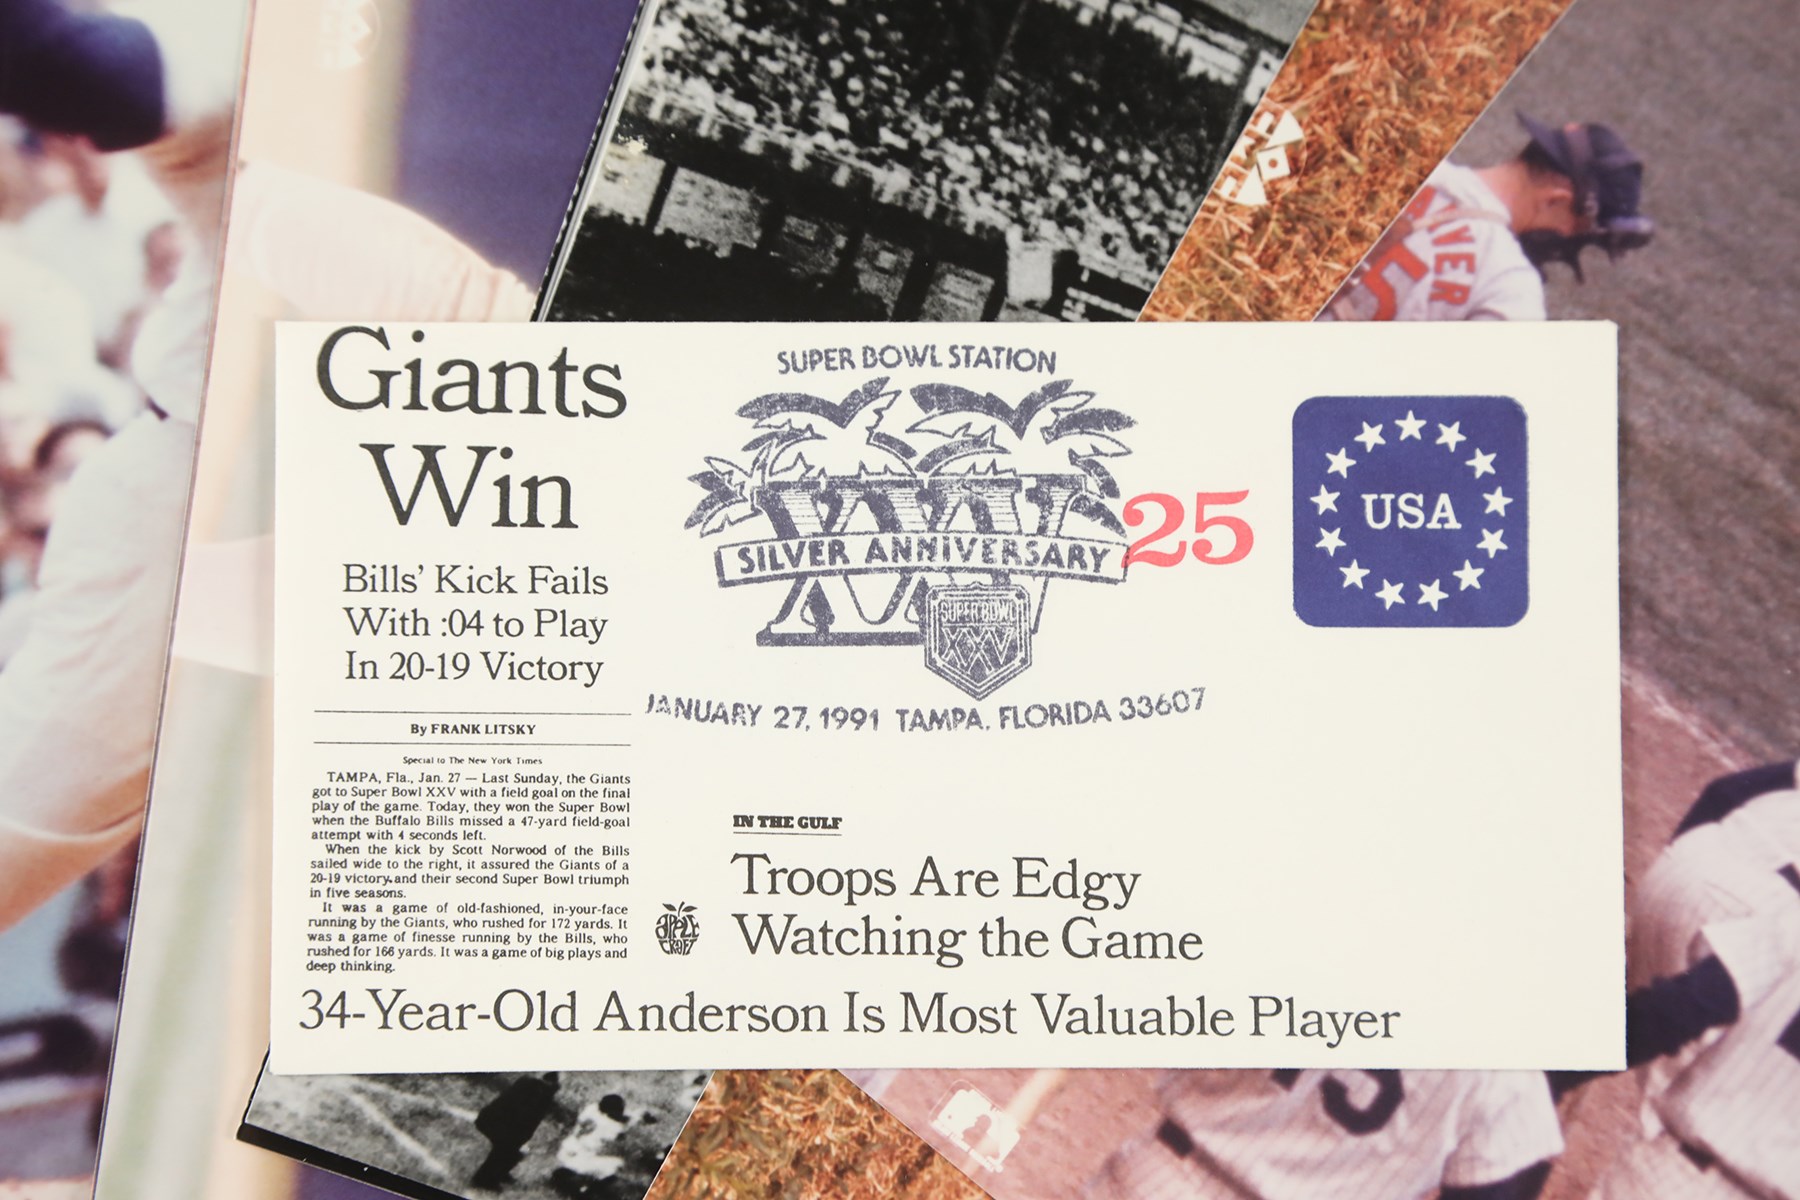 Giants
Win
Bills' Kick Fails
With :04 to Play
In 20-19 Victory
By FRANK LITSKY
Special to The New York Times
TAMPA, Fla., Jan. 27 — Last Sunday, the Giants
got to Super Bowl XXV with a field goal on the final
play of the game. Today, they won the Super Bowl
when the Buffalo Bills missed a 47-yard field-goal
attempt with 4 seconds left.
When the kick by Scott Norwood of the Bills
sailed wide to the right, it assured the Giants of a
20-19 victory, and their second Super Bowl triumph
in five seasons.
It was a game of old-fashioned, in-your-face
running by the Giants, who rushed for 172 yards. It
was a game of finesse running by the Bills, who
rushed for 166 yards. It was a game of big plays and
deep thinking.
SUPER BOWL STATION
XXV
SILVER ANNIVERSARY
SUPER BOWL
XXV
JANUARY 27, 1991 TAMPA, FLORIDA 33607
25
USA
APPLE
CRAFT
IN THE GULF
Troops Are Edgy
Watching the Game
34-Year-Old Anderson Is Most Valuable Player